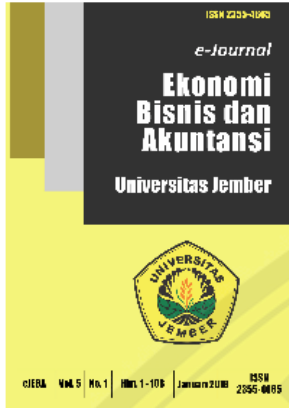 ISSN 2355-4665
e-Journal
Ekonomi
Bisnis dan
Akuntansi
Universitas Jember
UNIVERSITAS
JEMBER
eJEBA Vol. 5 No. 1 Hlm. 1-106 Januari 2018 ISSN
2355-4665